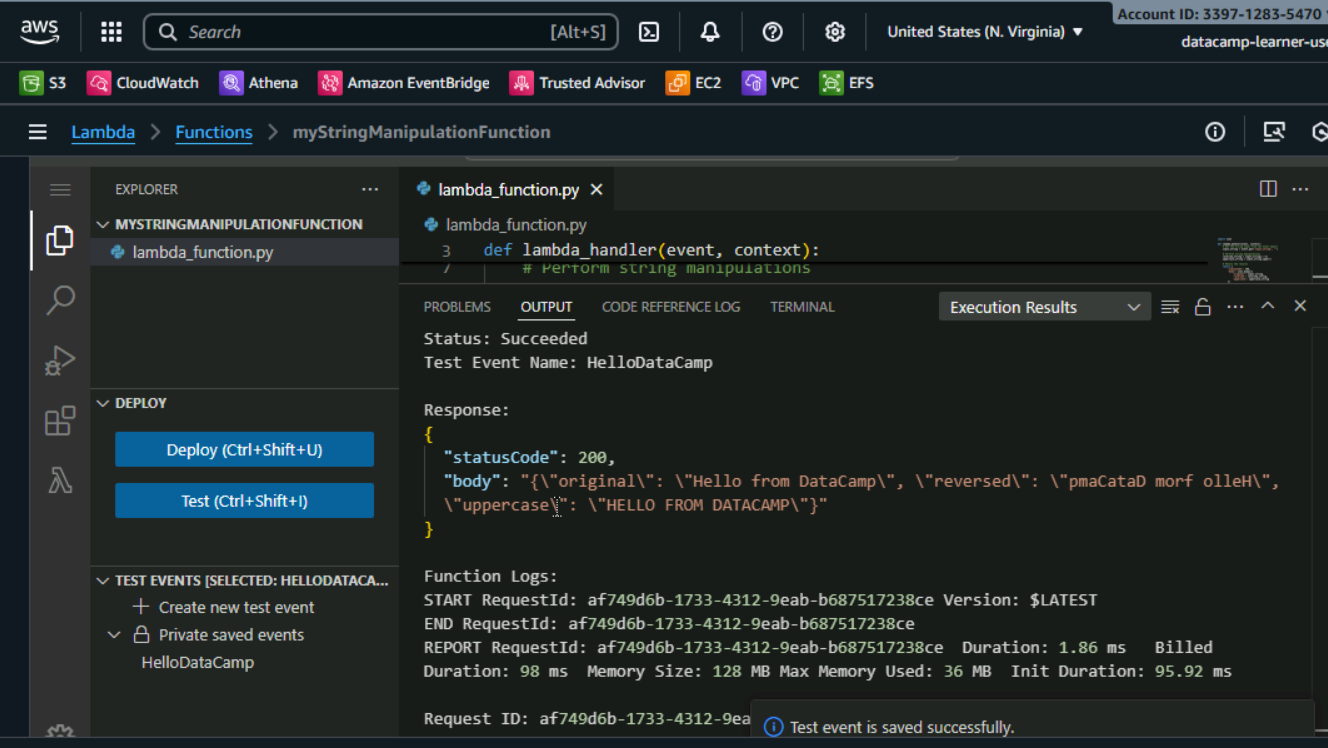 aws
Search [Alt+S]
United States (N. Virginia) ▼
Account ID: 3397-1283-5470
datacamp-learner-use
S3 CloudWatch Athena Amazon EventBridge Trusted Advisor EC2 VPC EFS
Lambda > Functions > myStringManipulationFunction
EXPLORER ...
MYSTRINGMANIPULATIONFUNCTION
lambda_function.py
DEPLOY
Deploy (Ctrl+Shift+U)
Test (Ctrl+Shift+I)
TEST EVENTS [SELECTED: HELLODATACA...
Create new test event
Private saved events
HelloDataCamp
lambda_function.py
lambda_function.py
3 def lambda_handler(event, context):
7 # Perform string manipulations
PROBLEMS OUTPUT CODE REFERENCE LOG TERMINAL Execution Results
Status: Succeeded
Test Event Name: HelloDataCamp
Response:
{
"statusCode": 200,
"body": "{\"original\": \"Hello from DataCamp\", \"reversed\": \"pmaCataD morf olleH\",
\"uppercase\": \"HELLO FROM DATACAMP\"}"
}
Function Logs:
START RequestId: af749d6b-1733-4312-9eab-b687517238ce Version: $LATEST
END RequestId: af749d6b-1733-4312-9eab-b687517238ce
REPORT RequestId: af749d6b-1733-4312-9eab-b687517238ce Duration: 1.86 ms Billed
Duration: 98 ms Memory Size: 128 MB Max Memory Used: 36 MB Init Duration: 95.92 ms
Request ID: af749d6b-1733-4312-9ea
Test event is saved successfully.